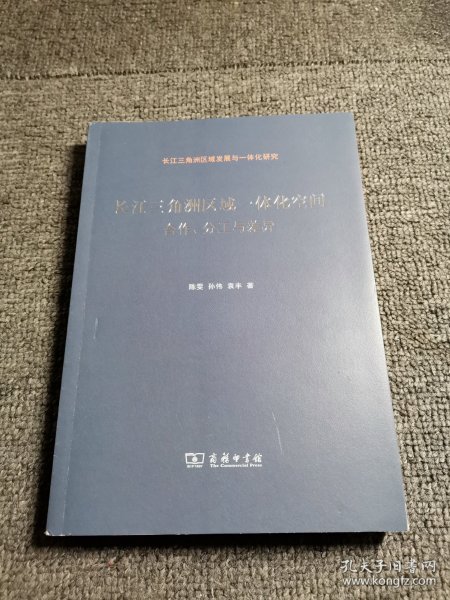 长江三角洲区域发展与一体化研究
长江三角洲区域一体化空间
合作、分工与差异
陈雯 孙伟 袁丰 著
商务印书馆
The Commercial Press
孔夫子旧书网
www.kongfz.com